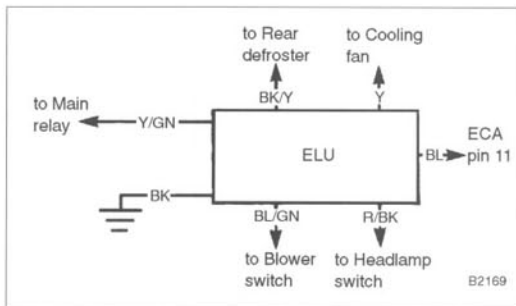 to Rear
defroster
to Cooling
fan
BK/Y
Y
to Main
relay
Y/GN
ELU
BL
ECA
pin 11
BK
BL/GN
R/BK
to Blower
switch
to Headlamp
switch
B2169